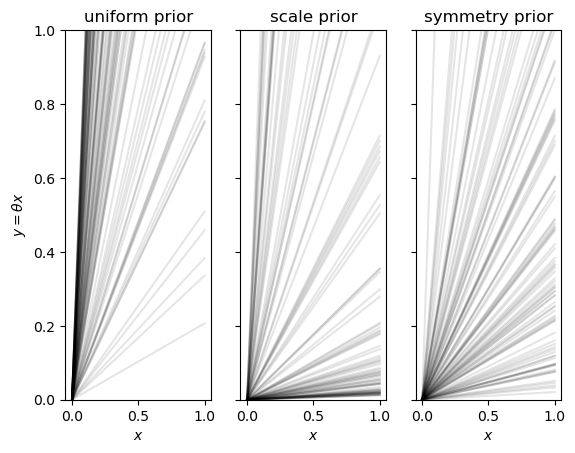 uniform prior
scale prior
symmetry prior
1.0
0.8
0.6
0.4
0.2
0.0
y = θx
0.0 0.5 1.0
0.0 0.5 1.0
0.0 0.5 1.0
x
x
x